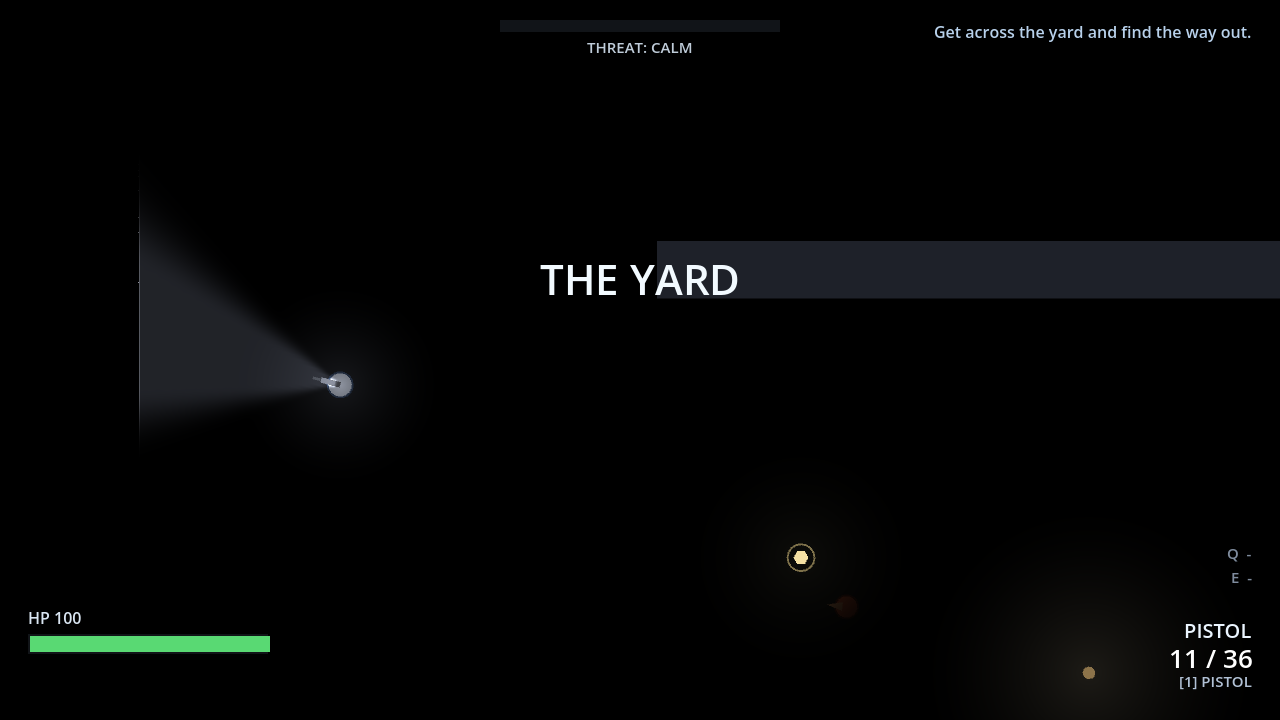 Get across the yard and find the way out.
THREAT: CALM
THE YARD
Q -
E -
HP 100
PISTOL
11 / 36
[1] PISTOL